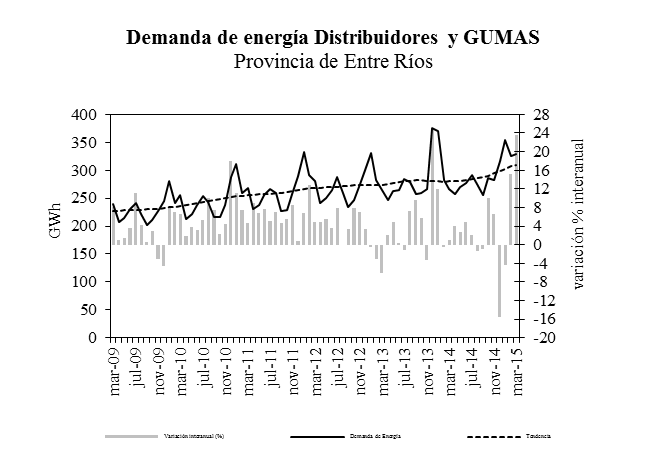 Demanda de energía Distribuidores y GUMAS
Provincia de Entre Ríos
GWh
400
350
300
250
200
150
100
50
0
28
24
20
16
12
8
4
0
-4
-8
-12
-16
-20
variación % interanual
mar-09
jul-09
nov-09
mar-10
jul-10
nov-10
mar-11
jul-11
nov-11
mar-12
jul-12
nov-12
mar-13
jul-13
nov-13
mar-14
jul-14
nov-14
mar-15
Variación interanual (%)
Demanda de Energía
Tendencia